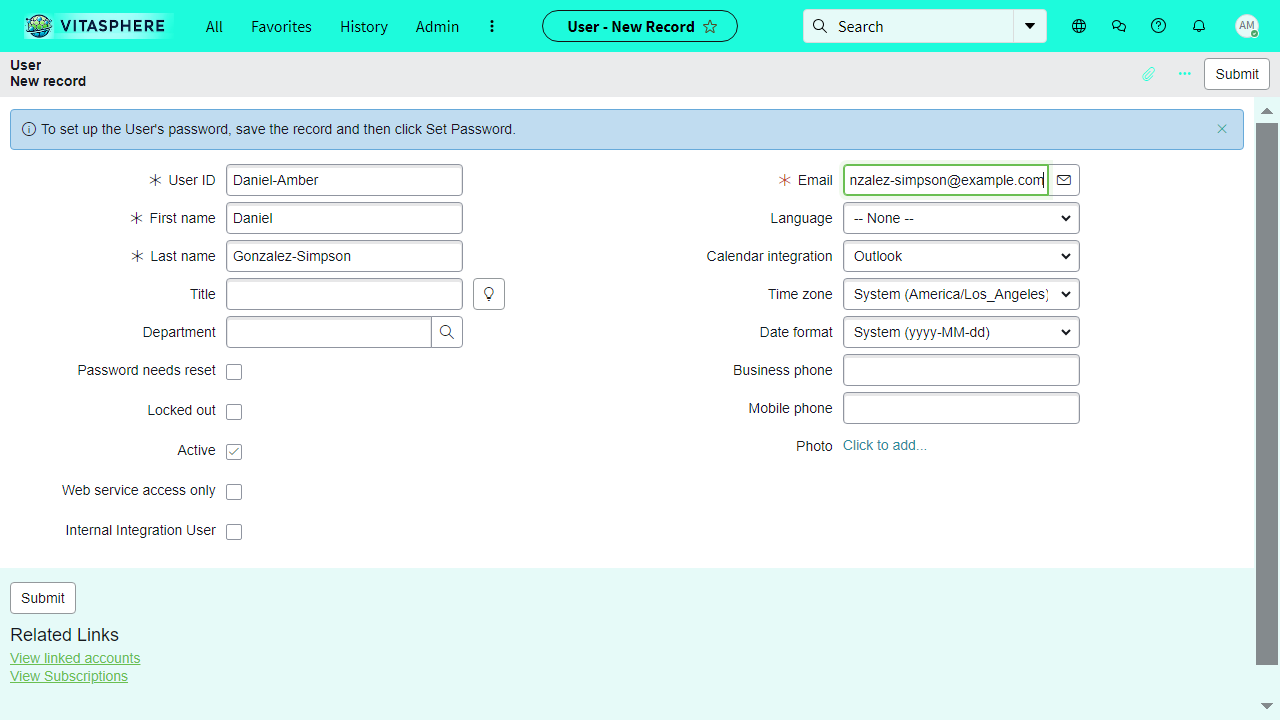 VITASPHERE
All
Favorites
History
Admin
User - New Record
Search
AM
User
New record
Submit
To set up the User's password, save the record and then click Set Password.
User ID
Daniel-Amber
First name
Daniel
Last name
Gonzalez-Simpson
Title
Department
Password needs reset
Locked out
Active
Web service access only
Internal Integration User
Email
nzalez-simpson@example.com
Language
-- None --
Calendar integration
Outlook
Time zone
System (America/Los_Angeles)
Date format
System (yyyy-MM-dd)
Business phone
Mobile phone
Photo
Click to add...
Submit
Related Links
View linked accounts
View Subscriptions